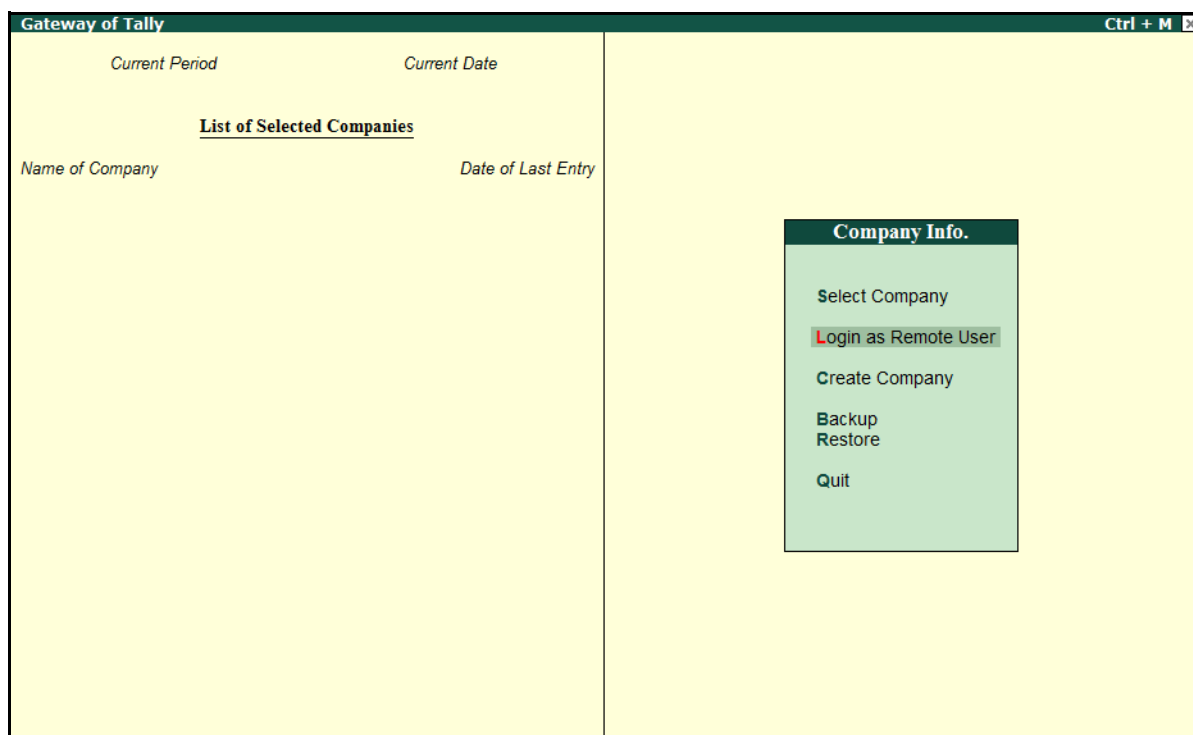 Gateway of Tally Ctrl + M
Current Period Current Date
List of Selected Companies
Name of Company Date of Last Entry
Company Info.
Select Company
Login as Remote User
Create Company
Backup
Restore
Quit